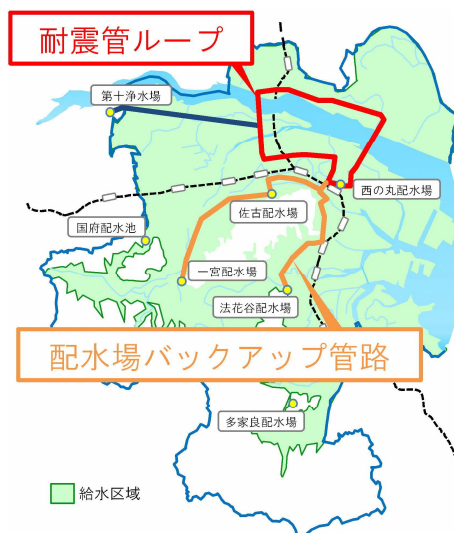 耐震管ループ
第十浄水場
西の丸配水場
佐古配水場
国府配水池
一宮配水場
法花谷配水場
配水場バックアップ管路
多家良配水場
給水区域